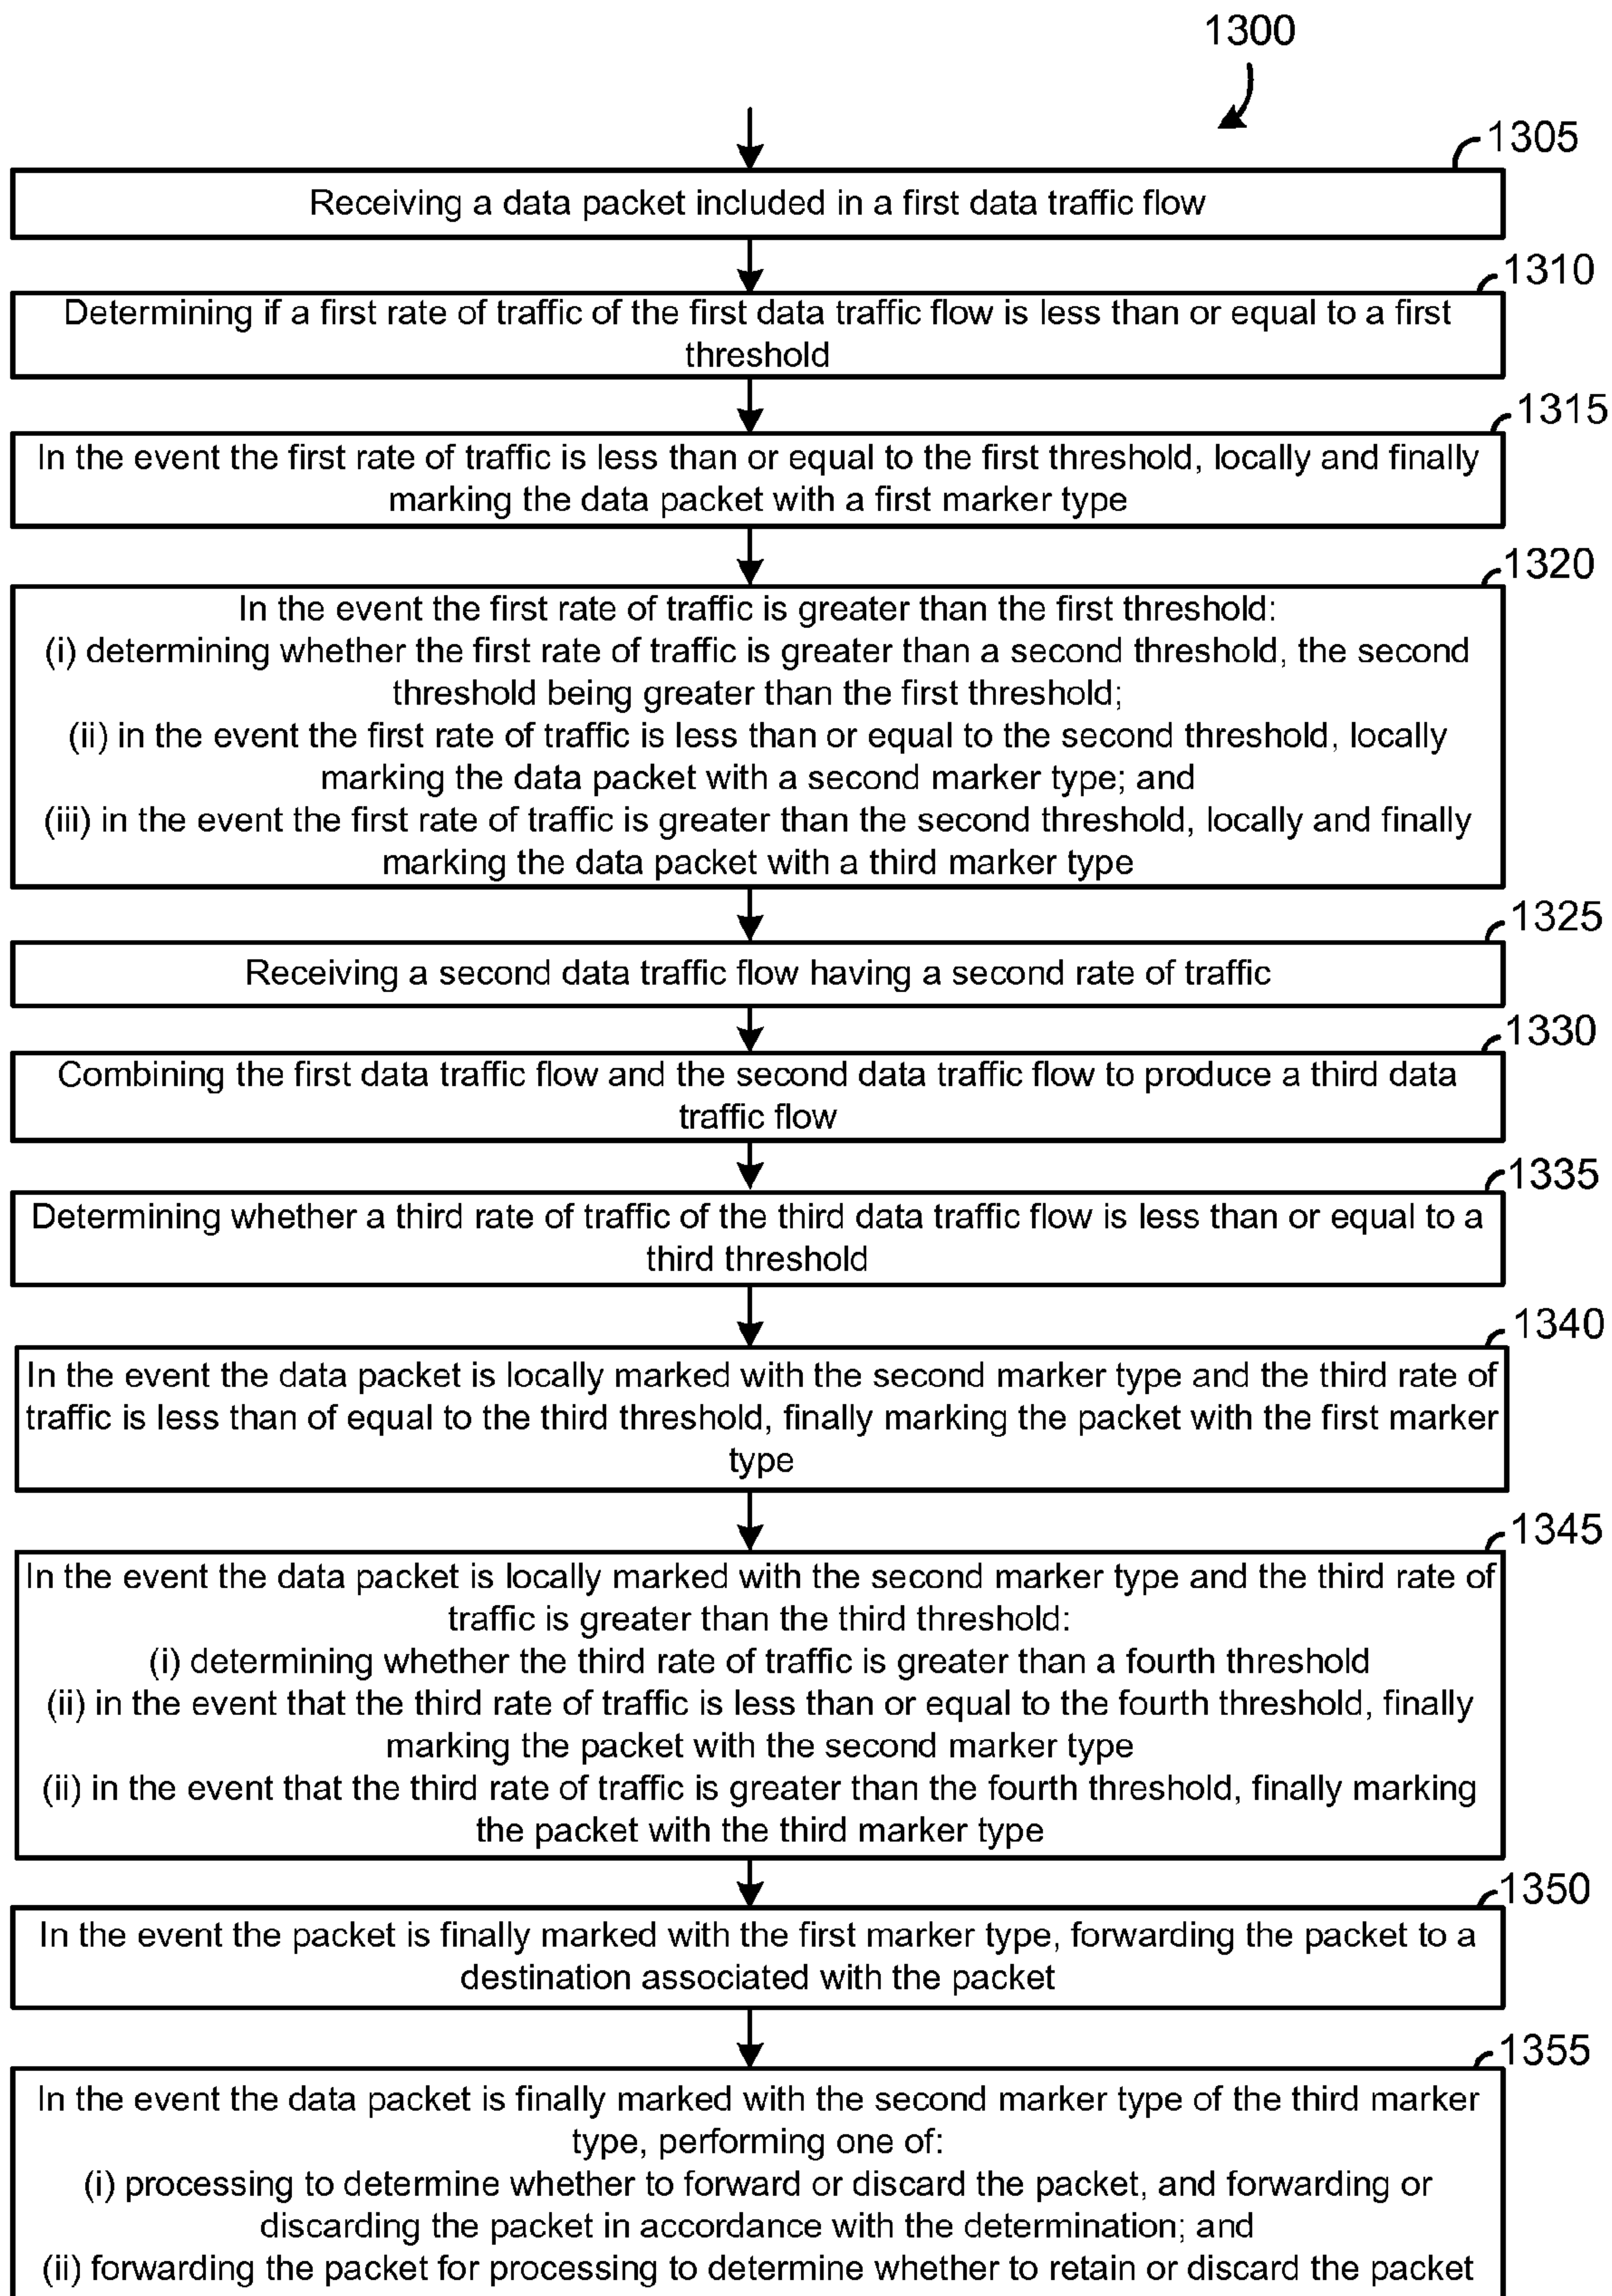 1300
1305
Receiving a data packet included in a first data traffic flow
1310
Determining if a first rate of traffic of the first data traffic flow is less than or equal to a first
threshold
1315
In the event the first rate of traffic is less than or equal to the first threshold, locally and finally
marking the data packet with a first marker type
1320
In the event the first rate of traffic is greater than the first threshold:
(i) determining whether the first rate of traffic is greater than a second threshold, the second
threshold being greater than the first threshold;
(ii) in the event the first rate of traffic is less than or equal to the second threshold, locally
marking the data packet with a second marker type; and
(iii) in the event the first rate of traffic is greater than the second threshold, locally and finally
marking the data packet with a third marker type
1325
Receiving a second data traffic flow having a second rate of traffic
1330
Combining the first data traffic flow and the second data traffic flow to produce a third data
traffic flow
1335
Determining whether a third rate of traffic of the third data traffic flow is less than or equal to a
third threshold
1340
In the event the data packet is locally marked with the second marker type and the third rate of
traffic is less than of equal to the third threshold, finally marking the packet with the first marker
type
1345
In the event the data packet is locally marked with the second marker type and the third rate of
traffic is greater than the third threshold:
(i) determining whether the third rate of traffic is greater than a fourth threshold
(ii) in the event that the third rate of traffic is less than or equal to the fourth threshold, finally
marking the packet with the second marker type
(ii) in the event that the third rate of traffic is greater than the fourth threshold, finally marking
the packet with the third marker type
1350
In the event the packet is finally marked with the first marker type, forwarding the packet to a
destination associated with the packet
1355
In the event the data packet is finally marked with the second marker type of the third marker
type, performing one of:
(i) processing to determine whether to forward or discard the packet, and forwarding or
discarding the packet in accordance with the determination; and
(ii) forwarding the packet for processing to determine whether to retain or discard the packet